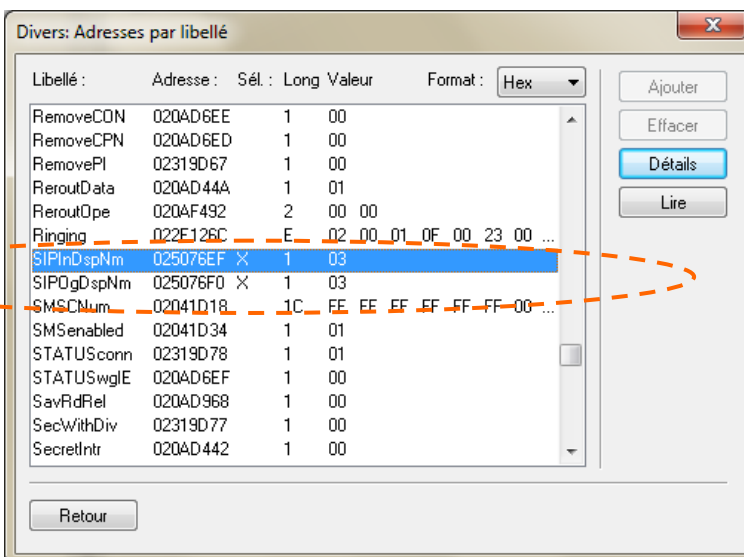 Divers: Adresses par libellé
Libellé : Adresse : Sél. : Long Valeur Format : Hex
RemoveCON 020AD6EE 1 00
RemoveCPN 020AD6ED 1 00
RemovePI 02319D67 1 00
ReroutData 020AD44A 1 01
ReroutOpe 020AF492 2 00 00
Ringing 022E126C E 02 00 01 0F 00 23 00 ...
SIPInDspNm 025076EF X 1 03
SIPOgDspNm 025076F0 X 1 03
SMSCNum 02041D18 1C FF FF FF FF FF FF 00 ...
SMSenabled 02041D34 1 01
STATUSconn 02319D78 1 01
STATUSwgIE 020AD6EF 1 00
SavRdRel 020AD968 1 00
SecWithDiv 02319D77 1 00
SecretIntr 020AD442 1 00
Ajouter
Effacer
Détails
Lire
Retour